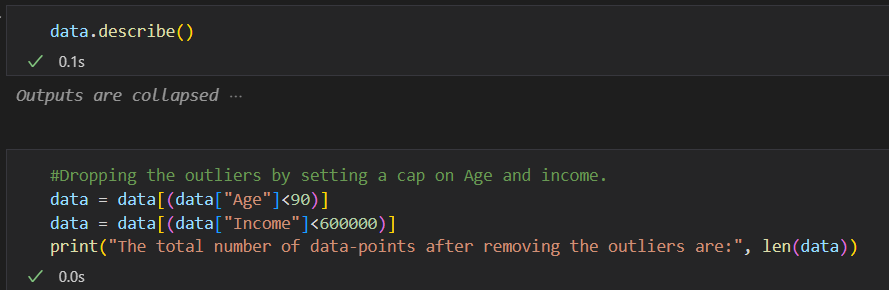 data.describe()
0.1s
Outputs are collapsed ...
#Dropping the outliers by setting a cap on Age and income.
data = data[(data["Age"]<90)]
data = data[(data["Income"]<600000)]
print("The total number of data-points after removing the outliers are:", len(data))
0.0s